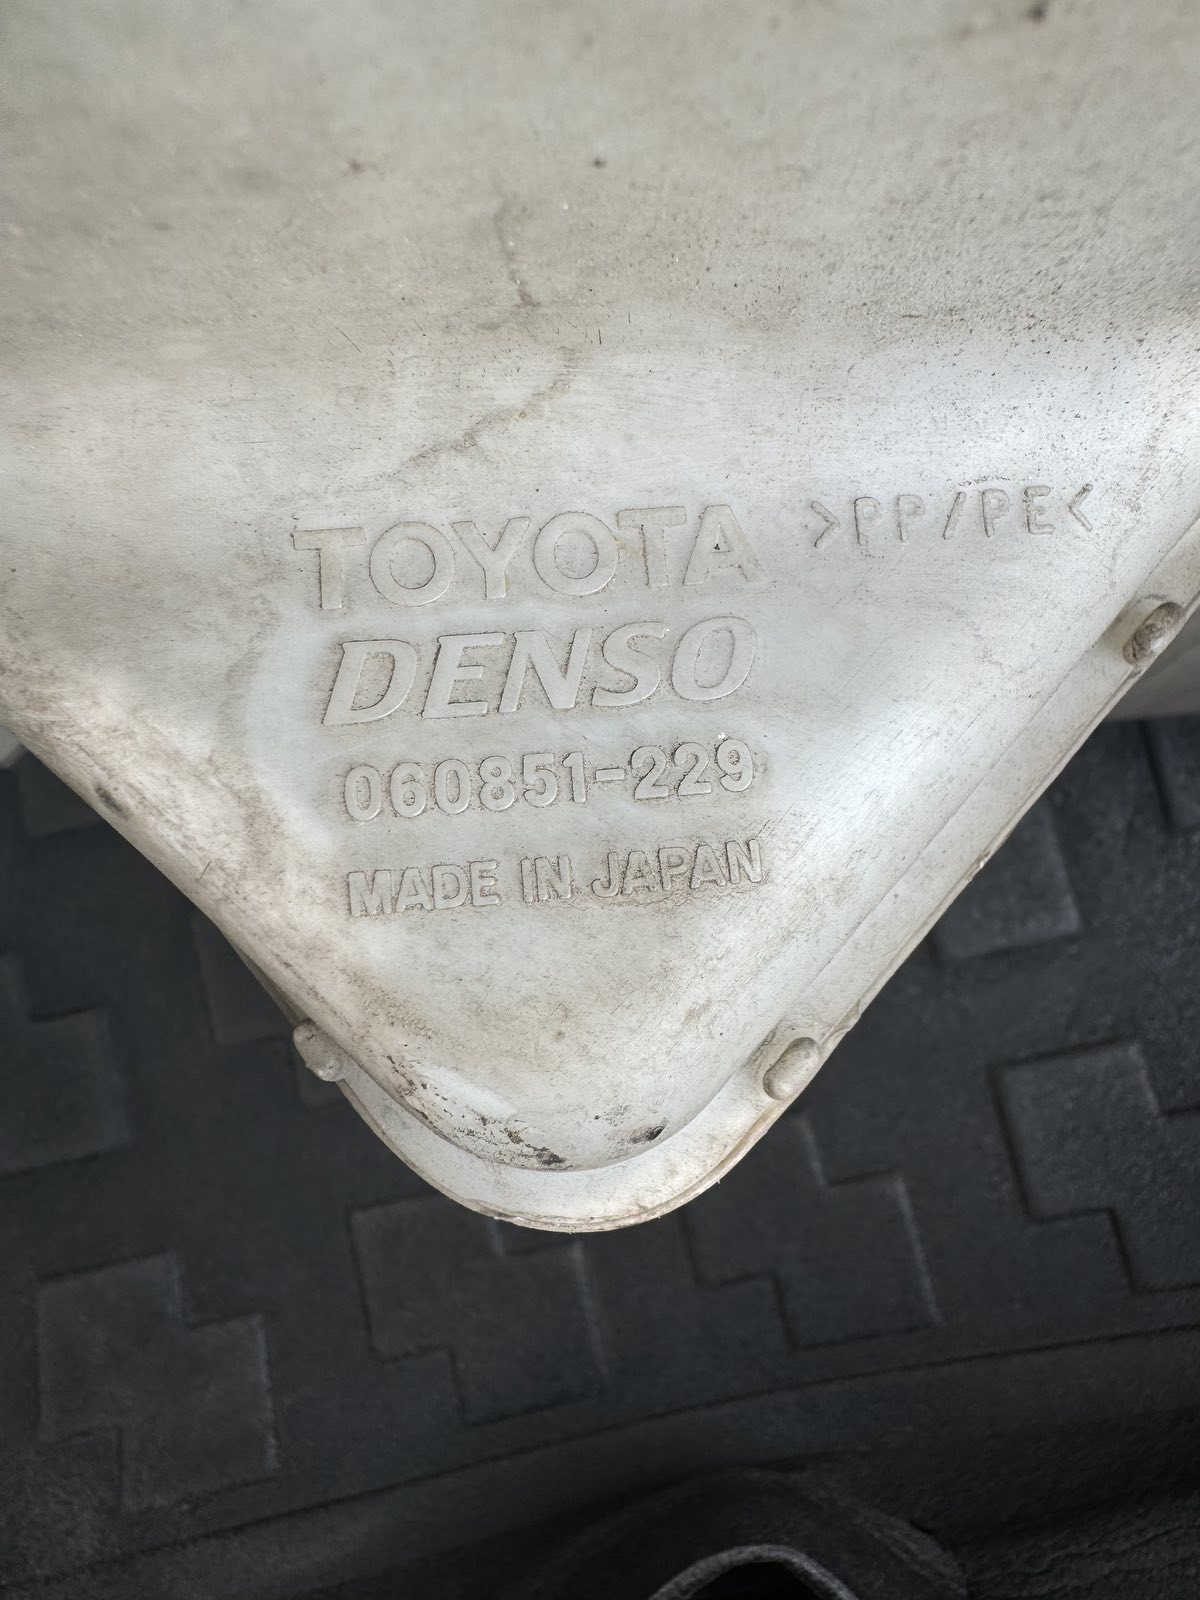 TOYOTA >PP/PE<
DENSO
060851-229
MADE IN JAPAN